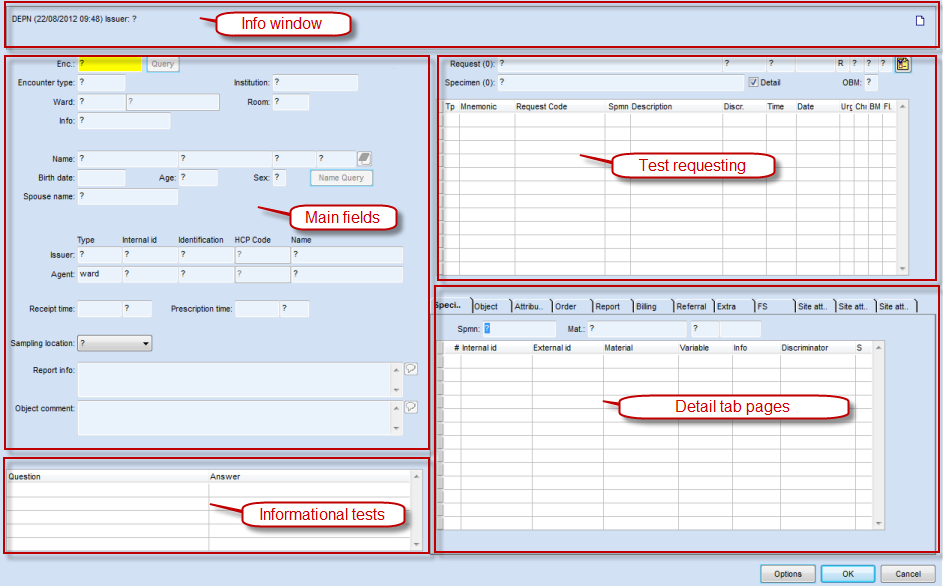 DEPN (22/08/2012 09:48) Issuer: ?
Info window
Enc.: ? Query
Encounter type: ? Institution: ?
Ward: ? ? Room: ?
Info: ?
Name: ? ? ? ?
Birth date: Age: ? Sex: ? Name Query
Spouse name: ?
Main fields
Type Internal id Identification HCP Code Name
Issuer: ? ? ? ? ?
Agent: ward ? ? ? ?
Receipt time: ? Prescription time: ?
Sampling location: ?
Report info:
Object comment:
Question Answer
Informational tests
Request (0): ? ? ? R ? ? ?
Specimen (0): ? Detail OBM: ?
Tp Mnemonic Request Code Spmn Description Discr. Time Date Urg Chi BM Fl.
Test requesting
Speci.. Object Attribu.. Order Report Billing Referral Extra FS Site att.. Site att.. Site att..
Spmn: ? Mat.: ? ?
# Internal id External id Material Variable Info Discriminator S
Detail tab pages
Options OK Cancel